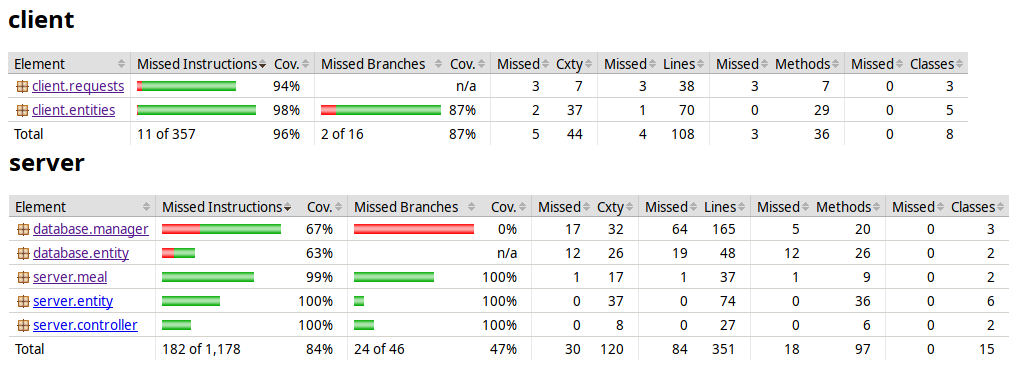 client
Element Missed Instructions Cov. Missed Branches Cov. Missed Cxty Missed Lines Missed Methods Missed Classes
client.requests 94% n/a 3 7 3 38 3 7 0 3
client.entities 98% 87% 2 37 1 70 0 29 0 5
Total 11 of 357 96% 2 of 16 87% 5 44 4 108 3 36 0 8
server
Element Missed Instructions Cov. Missed Branches Cov. Missed Cxty Missed Lines Missed Methods Missed Classes
database.manager 67% 0% 17 32 64 165 5 20 0 3
database.entity 63% n/a 12 26 19 48 12 26 0 2
server.meal 99% 100% 1 17 1 37 1 9 0 2
server.entity 100% 100% 0 37 0 74 0 36 0 6
server.controller 100% 100% 0 8 0 27 0 6 0 2
Total 182 of 1,178 84% 24 of 46 47% 30 120 84 351 18 97 0 15